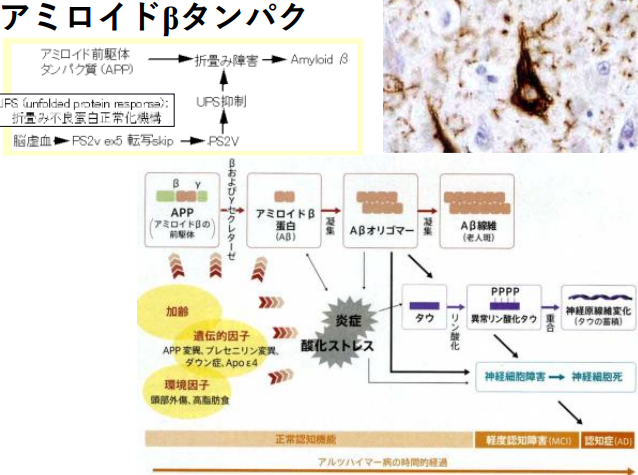 アミロイドβタンパク
アミロイド前駆体
タンパク質(APP)
折畳み障害
Amyloid β
UPS抑制
UPS (unfolded protein response):
折畳み不良蛋白正常化機構
脳虚血
PS2v ex5 転写skip
PS2V
β γ
APP
(アミロイドβの
前駆体)
βおよびγセクレターゼ
アミロイドβ
蛋白
(Aβ)
凝集
Aβオリゴマー
凝集
Aβ線維
(老人斑)
加齢
遺伝的因子
APP変異、プレセニリン変異、
ダウン症、Apo ε4
環境因子
頭部外傷、高脂肪食
炎症
酸化ストレス
タウ
リン酸化
PPPP
異常リン酸化タウ
重合
神経原線維変化
(タウの蓄積)
神経細胞障害
神経細胞死
正常認知機能
軽度認知障害(MCI)
認知症(AD)
アルツハイマー病の時間的経過